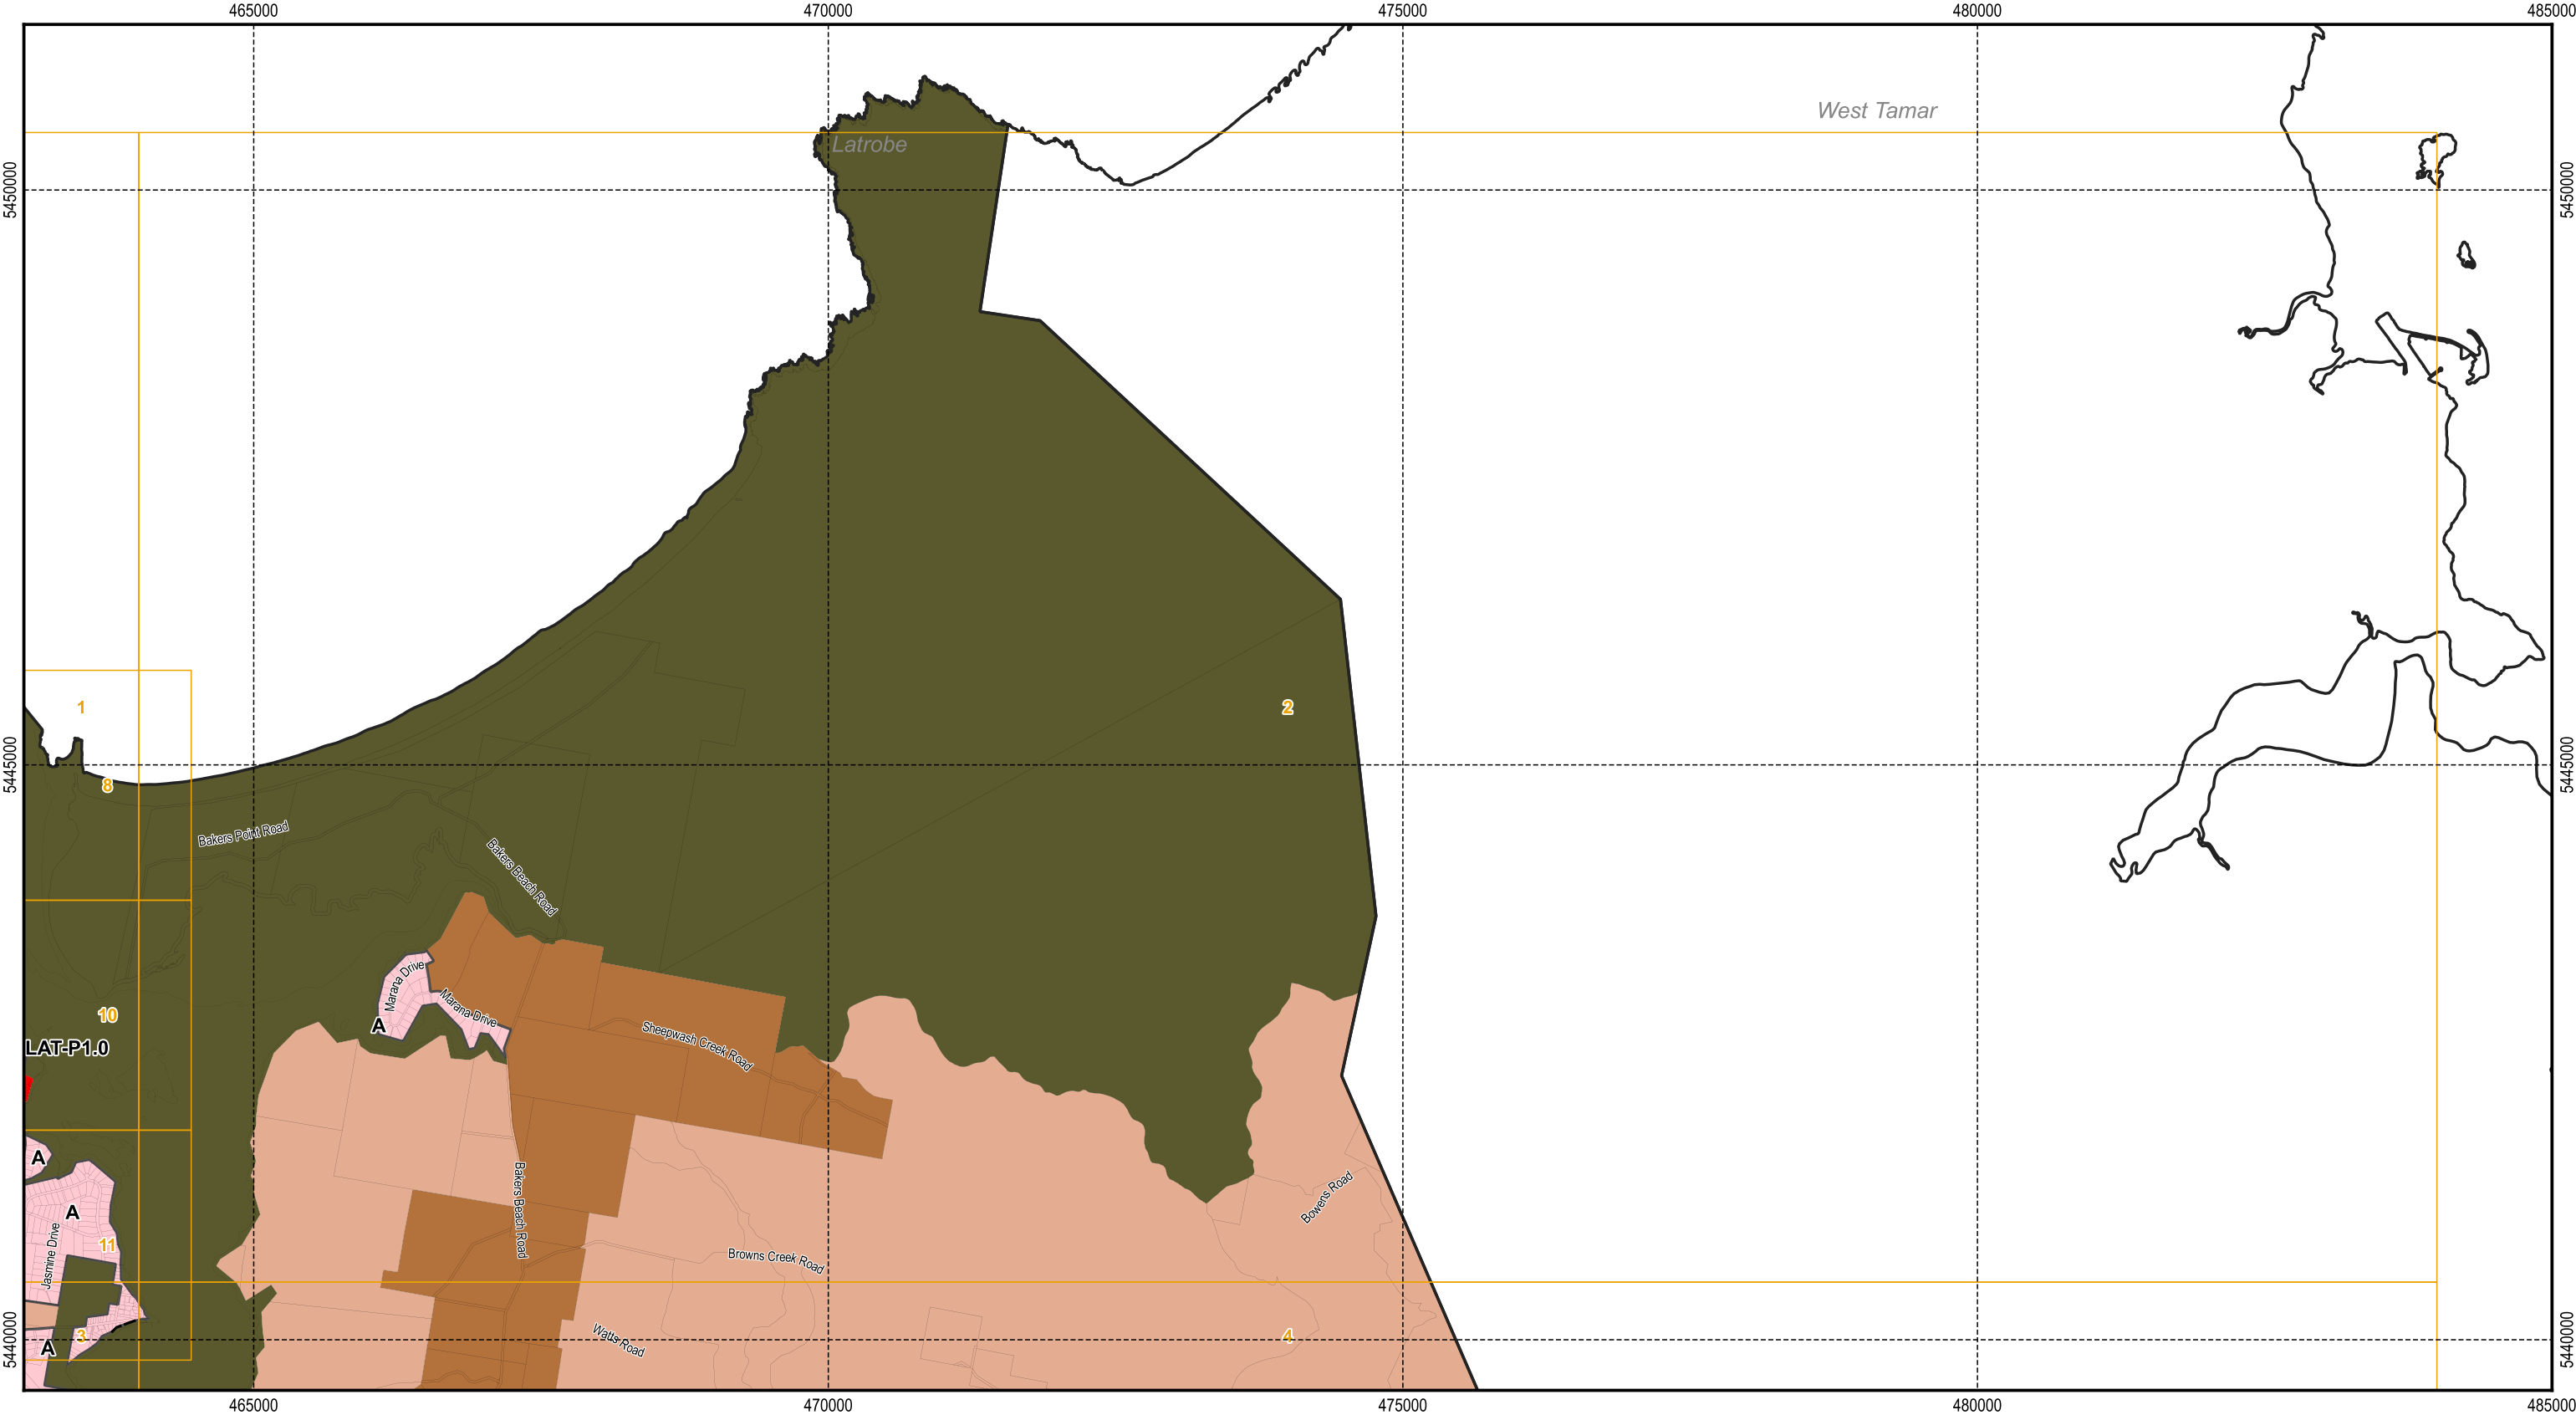 465000 470000 475000 480000 485000
West Tamar
Latrobe
5450000 5450000
1 2
5445000 5445000
8
Bakers Point Road
Bakers Beach Road
Marana Drive
Marana Drive
10
A
Sheepwash Creek Road
LAT-P1.0
A
Bakers Beach Road
Bowens Road
A
Jasmine Drive
11
Browns Creek Road
5440000 5440000
3 4
Watts Road
A
465000 470000 475000 480000 485000